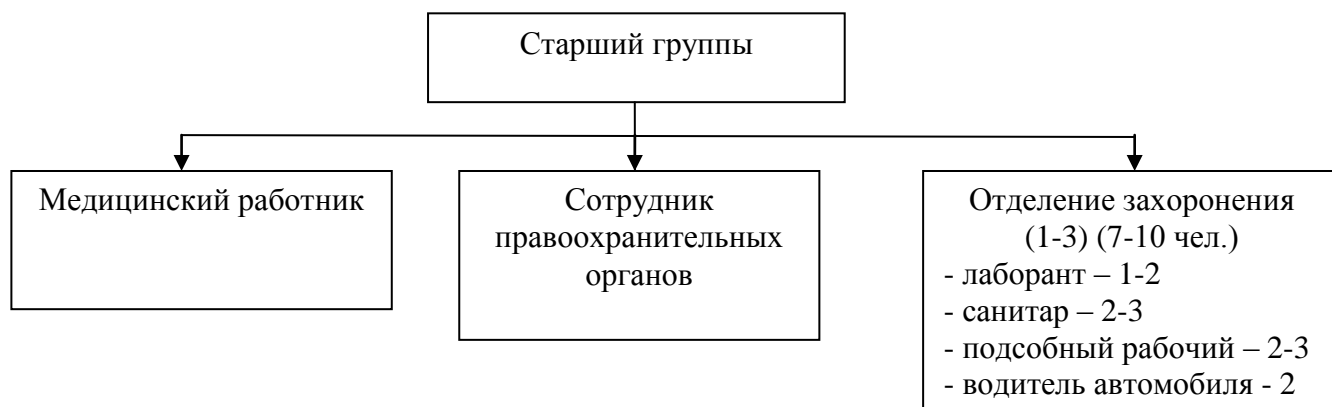 Старший группы
Медицинский работник
Сотрудник
правоохранительных
органов
Отделение захоронения
(1-3) (7-10 чел.)
- лаборант – 1-2
- санитар – 2-3
- подсобный рабочий – 2-3
- водитель автомобиля - 2